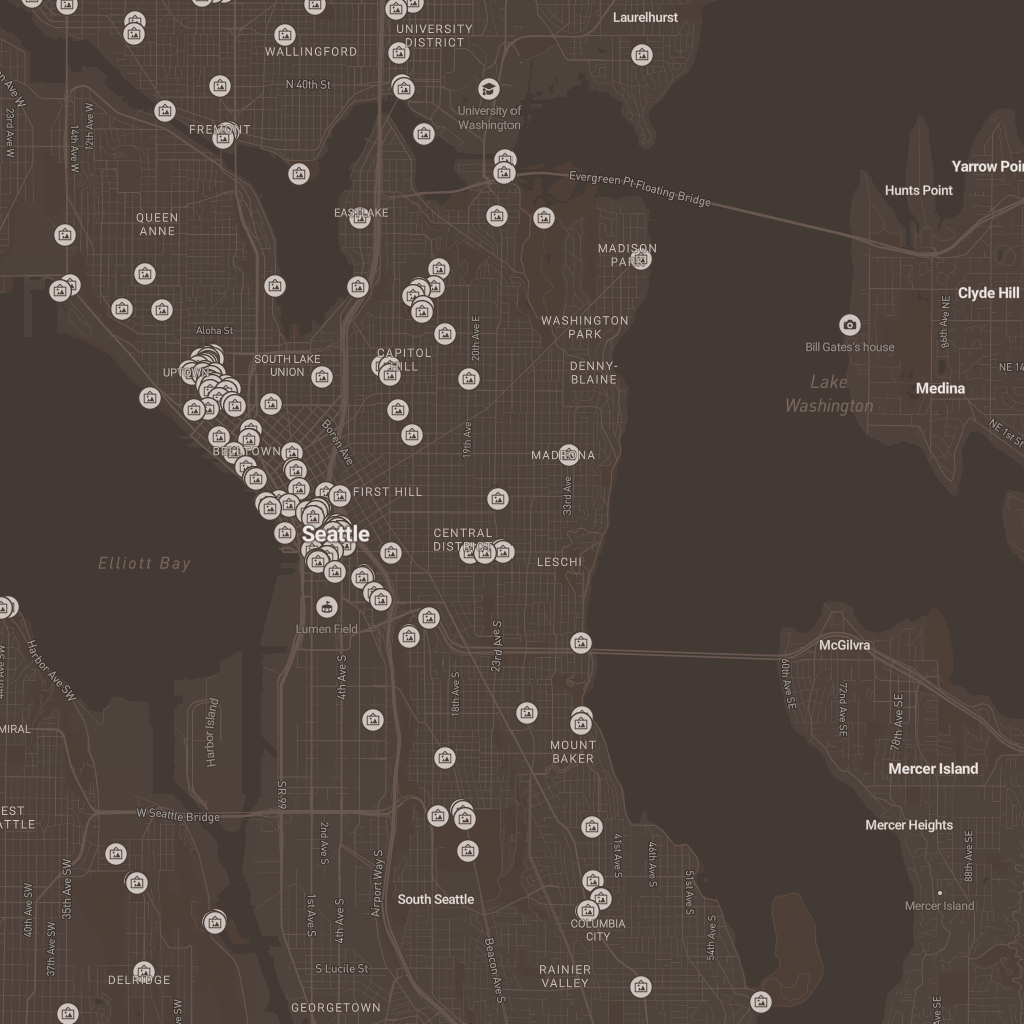 Laurelhurst
UNIVERSITY
DISTRICT
WALLINGFORD
N 40th St
University of
Washington
23rd Ave W
14th Ave W
12th Ave W
FREMONT
Evergreen Pt Floating Bridge
Hunts Point
EASTLAKE
QUEEN
ANNE
MADISON
PARK
Clyde Hill
86th Ave NE
Aloha St
WASHINGTON
PARK
20th Ave E
Bill Gates's house
UPTOWN
SOUTH LAKE
UNION
CAPITOL
HILL
DENNY-
BLAINE
Lake
Washington
Medina
NE 1st St
Boren Ave
19th Ave
BELLTOWN
MADRONA
FIRST HILL
33rd Ave
Seattle
CENTRAL
DISTRICT
Elliott Bay
LESCHI
Lumen Field
Harbor Ave SW
4th Ave S
23rd Ave S
18th Ave S
McGilvra
60th Ave SE
72nd Ave SE
78th Ave SE
Harbor Island
MOUNT
BAKER
Mercer Island
SR 99
W Seattle Bridge
2nd Ave S
Mercer Heights
41st Ave S
46th Ave S
51st Ave S
54th Ave S
88th Ave SE
35th Ave SW
40th Ave SW
37th Ave SW
Airport Way S
1st Ave S
4th Ave S
South Seattle
Mercer Island
COLUMBIA
CITY
Beacon Ave S
S Lucile St
DELRIDGE
RAINIER
VALLEY
GEORGETOWN